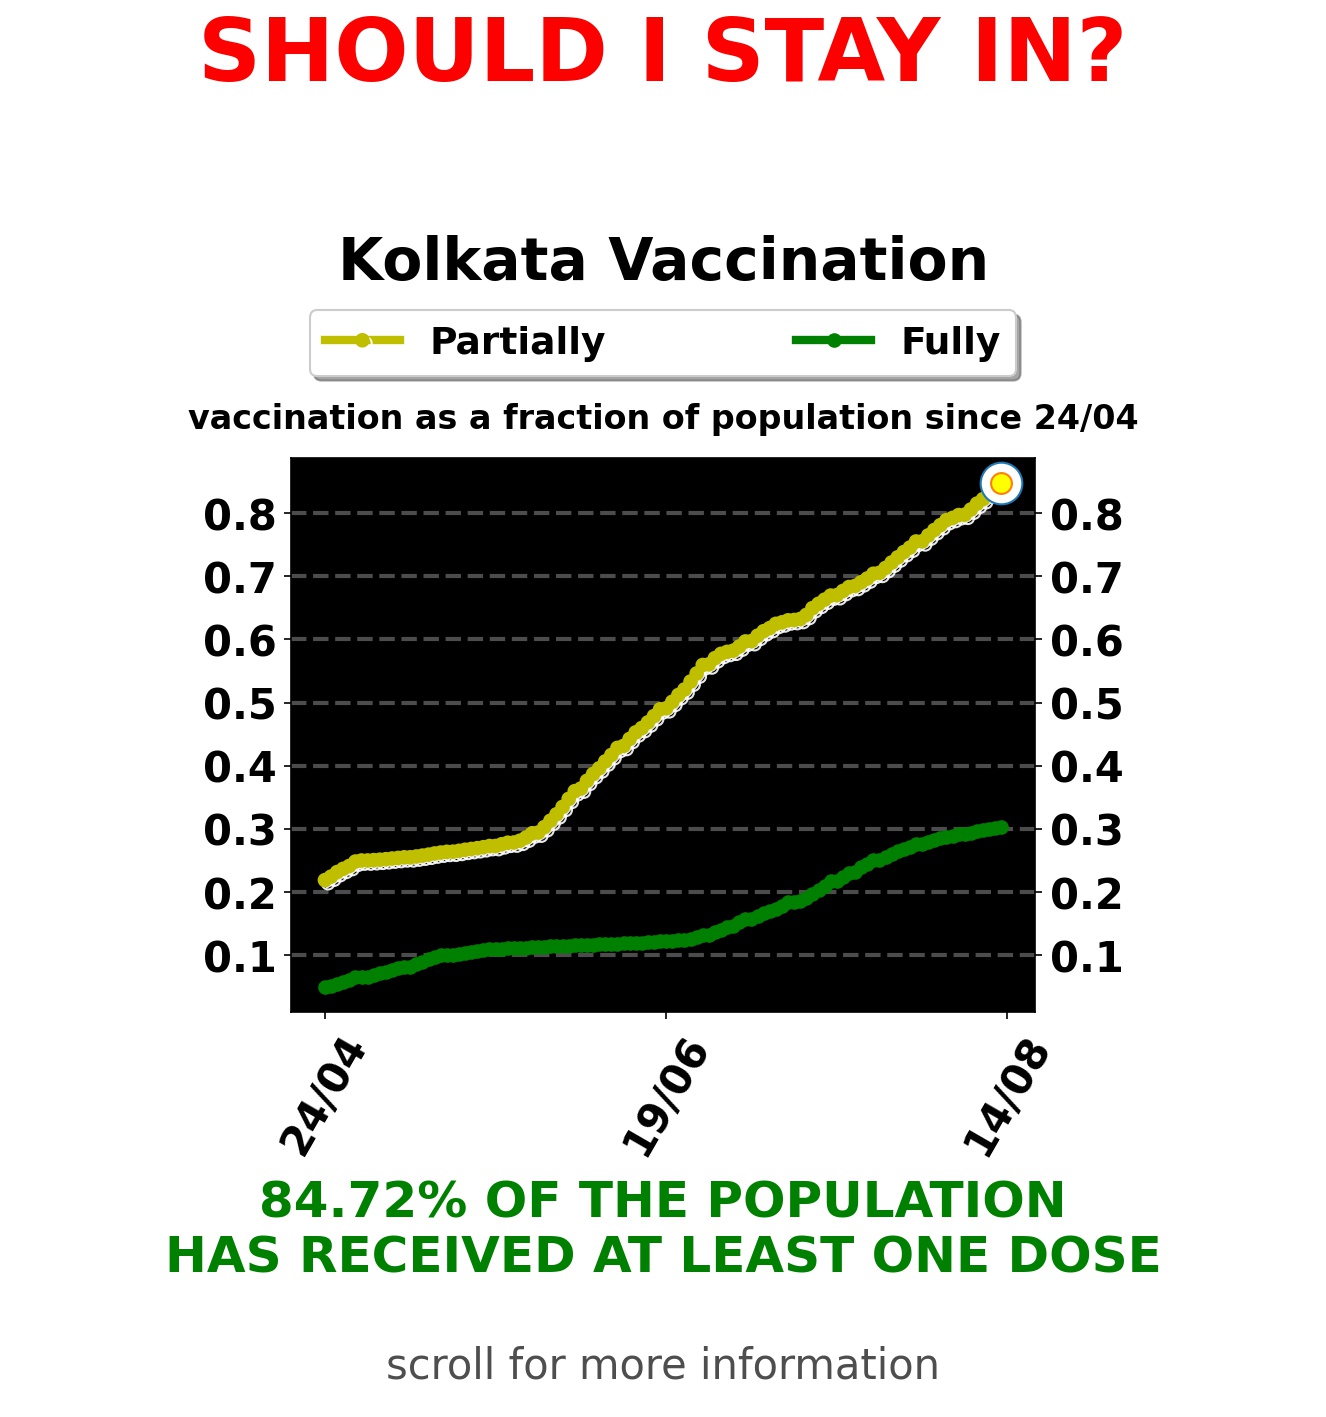 SHOULD I STAY IN?
Kolkata Vaccination
Partially Fully
vaccination as a fraction of population since 24/04
0.8 0.8
0.7 0.7
0.6 0.6
0.5 0.5
0.4 0.4
0.3 0.3
0.2 0.2
0.1 0.1
24/04 19/06 14/08
84.72% OF THE POPULATION
HAS RECEIVED AT LEAST ONE DOSE
scroll for more information